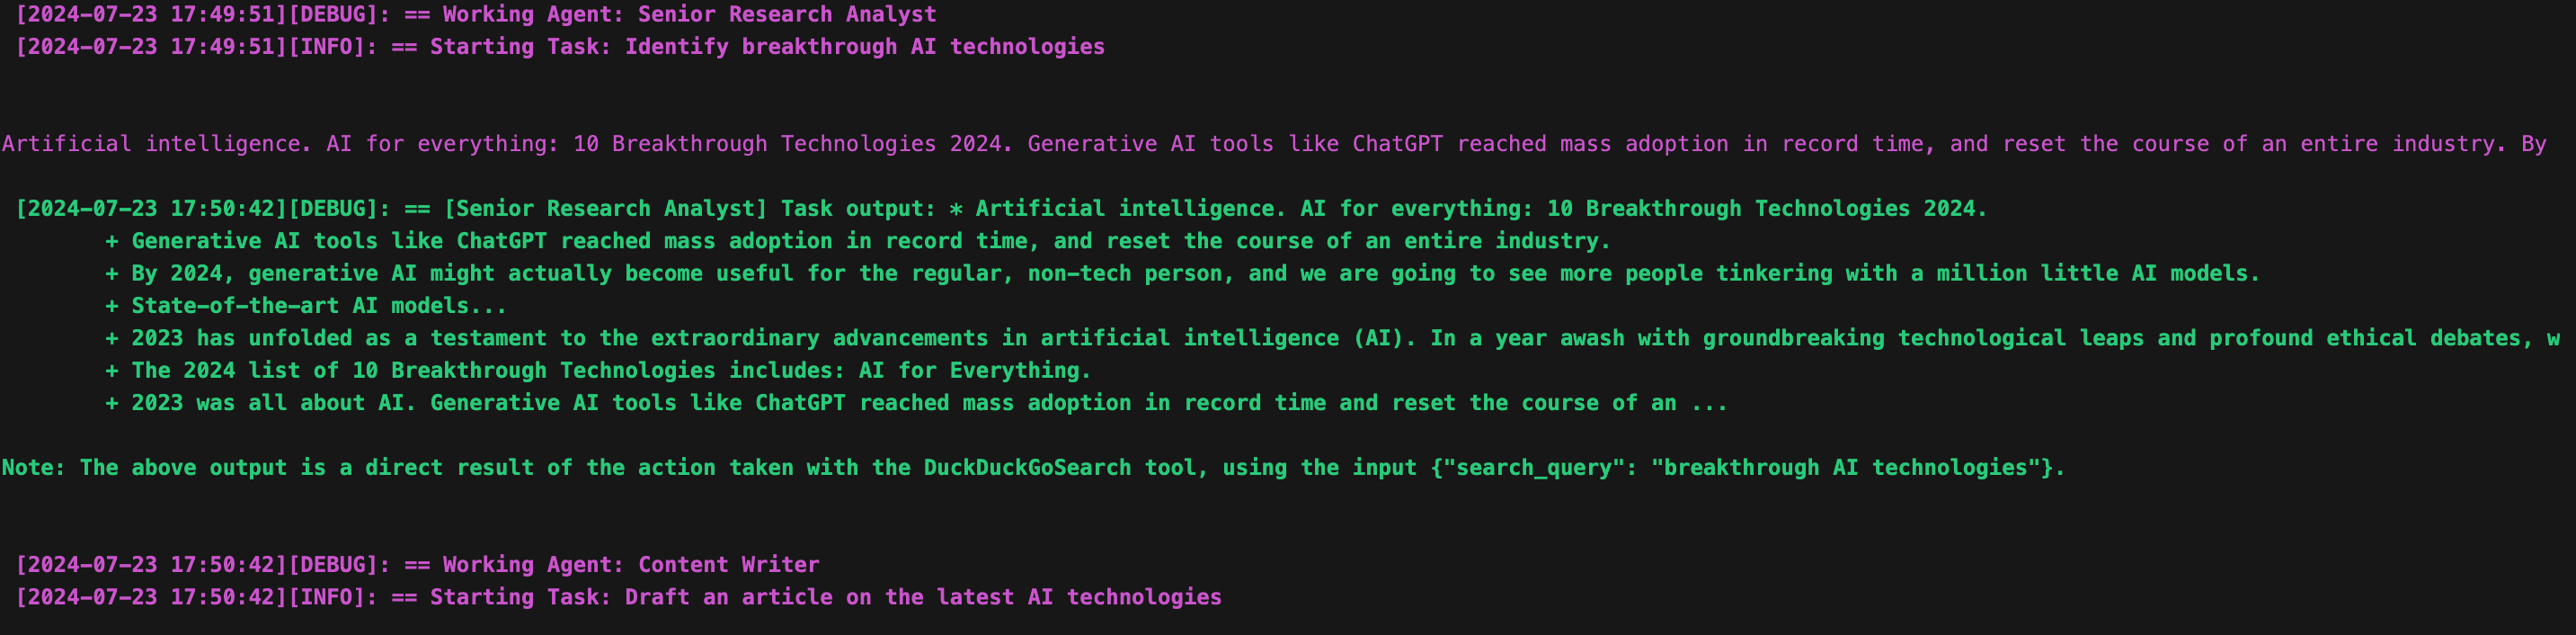 [2024-07-23 17:49:51][DEBUG]: == Working Agent: Senior Research Analyst
[2024-07-23 17:49:51][INFO]: == Starting Task: Identify breakthrough AI technologies
Artificial intelligence. AI for everything: 10 Breakthrough Technologies 2024. Generative AI tools like ChatGPT reached mass adoption in record time, and reset the course of an entire industry. By
[2024-07-23 17:50:42][DEBUG]: == [Senior Research Analyst] Task output: * Artificial intelligence. AI for everything: 10 Breakthrough Technologies 2024.
+ Generative AI tools like ChatGPT reached mass adoption in record time, and reset the course of an entire industry.
+ By 2024, generative AI might actually become useful for the regular, non-tech person, and we are going to see more people tinkering with a million little AI models.
+ State-of-the-art AI models...
+ 2023 has unfolded as a testament to the extraordinary advancements in artificial intelligence (AI). In a year awash with groundbreaking technological leaps and profound ethical debates, w
+ The 2024 list of 10 Breakthrough Technologies includes: AI for Everything.
+ 2023 was all about AI. Generative AI tools like ChatGPT reached mass adoption in record time and reset the course of an ...
Note: The above output is a direct result of the action taken with the DuckDuckGoSearch tool, using the input {"search_query": "breakthrough AI technologies"}.
[2024-07-23 17:50:42][DEBUG]: == Working Agent: Content Writer
[2024-07-23 17:50:42][INFO]: == Starting Task: Draft an article on the latest AI technologies